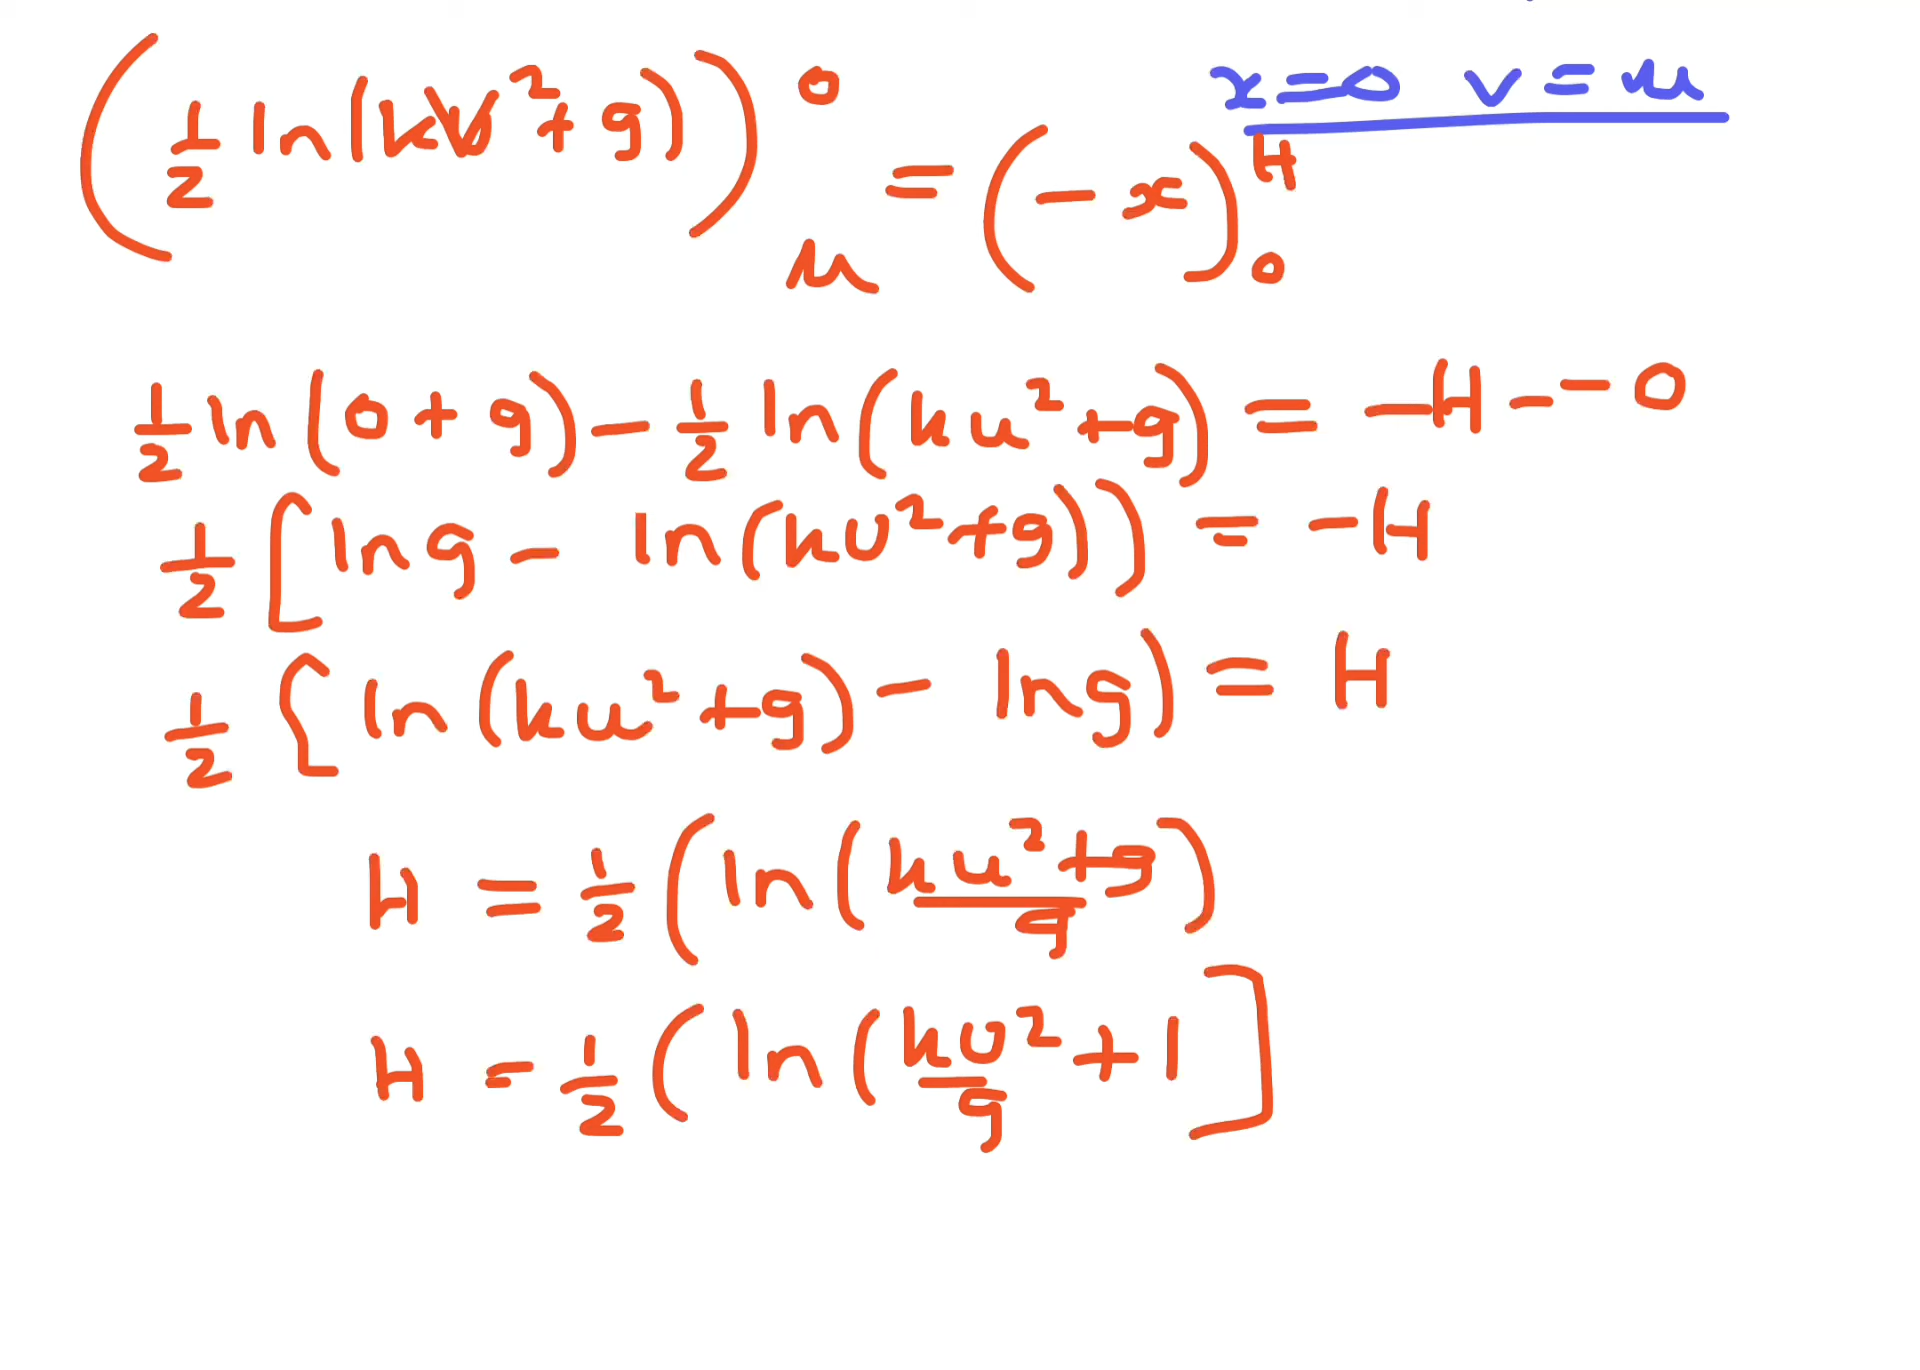 x=0 v=u
(½ ln(kv²+g))⁰ᵤ = (-x)ᴴ₀
½ ln(0+g) - ½ ln(ku²+g) = -H - -0
½ [ln g - ln(ku²+g)) = -H
½ {ln(ku²+g) - ln g) = H
H = ½ (ln((ku²+g)/g)
H = ½ (ln(ku²/g + 1]